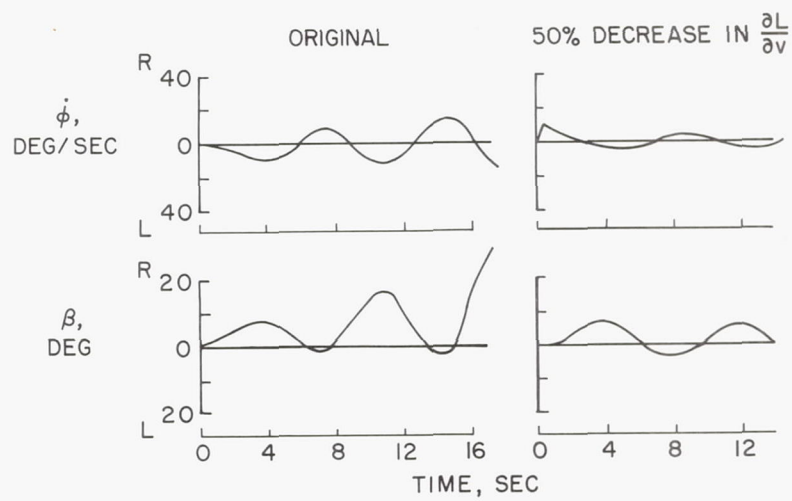 ORIGINAL
50% DECREASE IN ∂L/∂v
R
40
φ̇,
DEG/SEC
0
40
L
R
20
β,
DEG
0
20
L
0 4 8 12 16
0 4 8 12
TIME, SEC